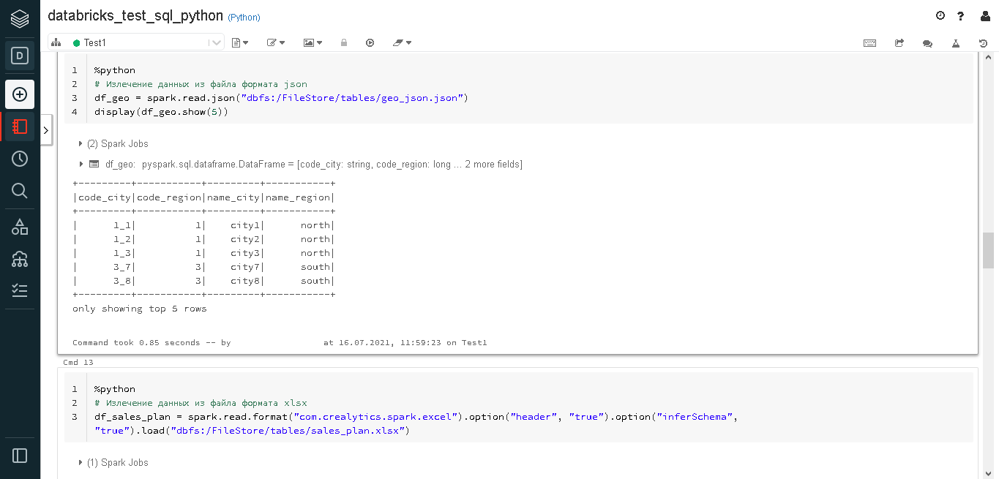 databricks_test_sql_python (Python)
D
Test1
1 %python
2 # Излечение данных из файла формата json
3 df_geo = spark.read.json("dbfs:/FileStore/tables/geo_json.json")
4 display(df_geo.show(5))
(2) Spark Jobs
df_geo: pyspark.sql.dataframe.DataFrame = [code_city: string, code_region: long ... 2 more fields]
+---------+-----------+---------+-----------+
|code_city|code_region|name_city|name_region|
+---------+-----------+---------+-----------+
|      1_1|          1|    city1|      north|
|      1_2|          1|    city2|      north|
|      1_3|          1|    city3|      north|
|      3_7|          3|    city7|      south|
|      3_8|          3|    city8|      south|
+---------+-----------+---------+-----------+
only showing top 5 rows
Command took 0.85 seconds -- by at 16.07.2021, 11:59:23 on Test1
Cmd 13
1 %python
2 # Излечение данных из файла формата xlsx
3 df_sales_plan = spark.read.format("com.crealytics.spark.excel").option("header", "true").option("inferSchema",
"true").load("dbfs:/FileStore/tables/sales_plan.xlsx")
(1) Spark Jobs